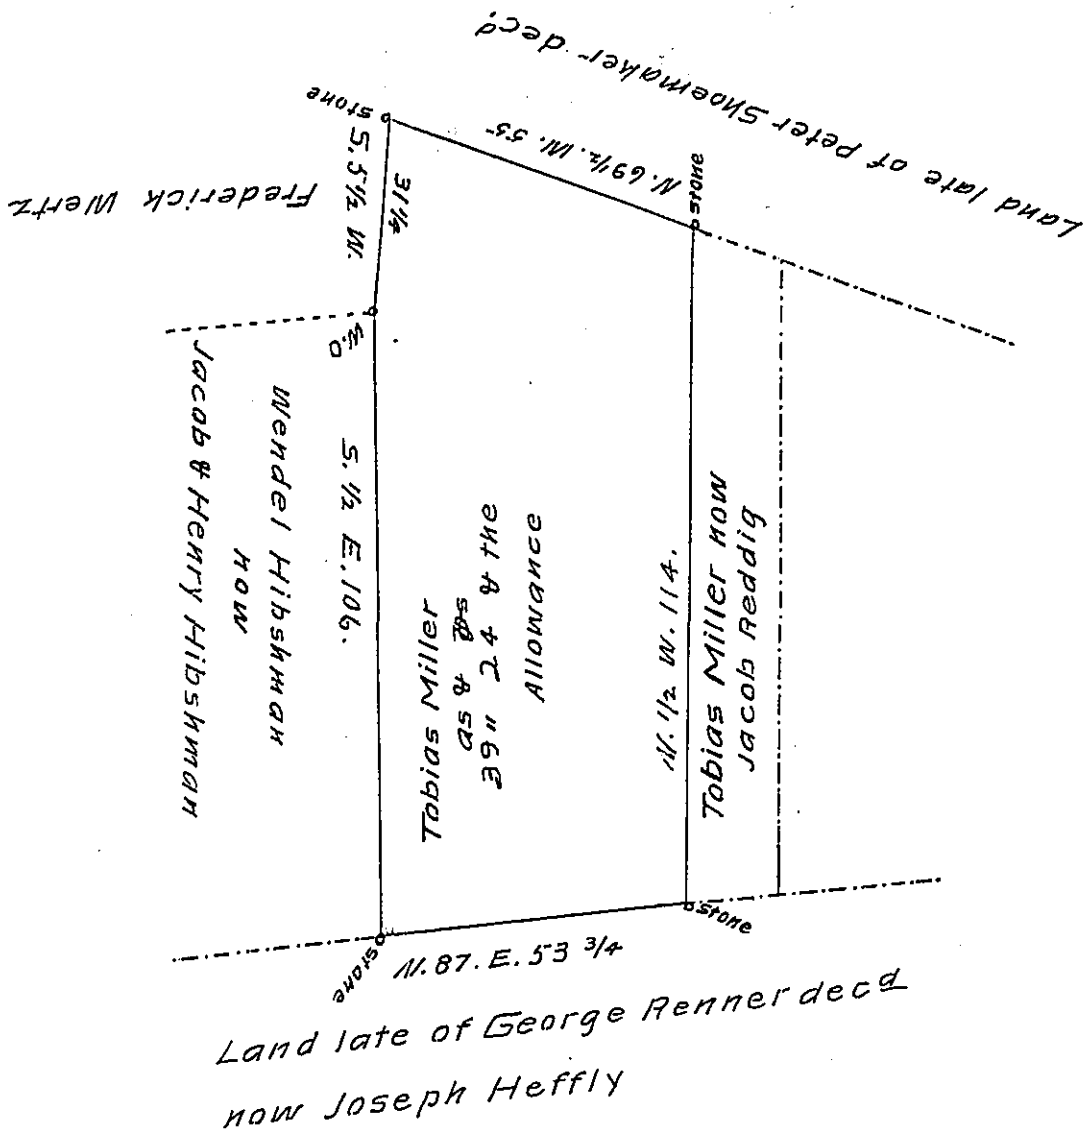 Land late of Peter Shoemaker decd
stone
N. 69 1/2. W. 55
stone
S. 5 1/2 W.
31 1/4
Frederick Wertz
W.O
Jacob & Henry Hibshman
now
Wendel Hibshman
S. 1/2 E. 106.
Tobias Miller
as & ps
39" 24 & the
Allowance
N. 1/2 W. 114.
Tobias Miller now
Jacob Reddig
stone
stone
N. 87. E. 53 3/4
Land late of George Renner decd
now Joseph Heffly